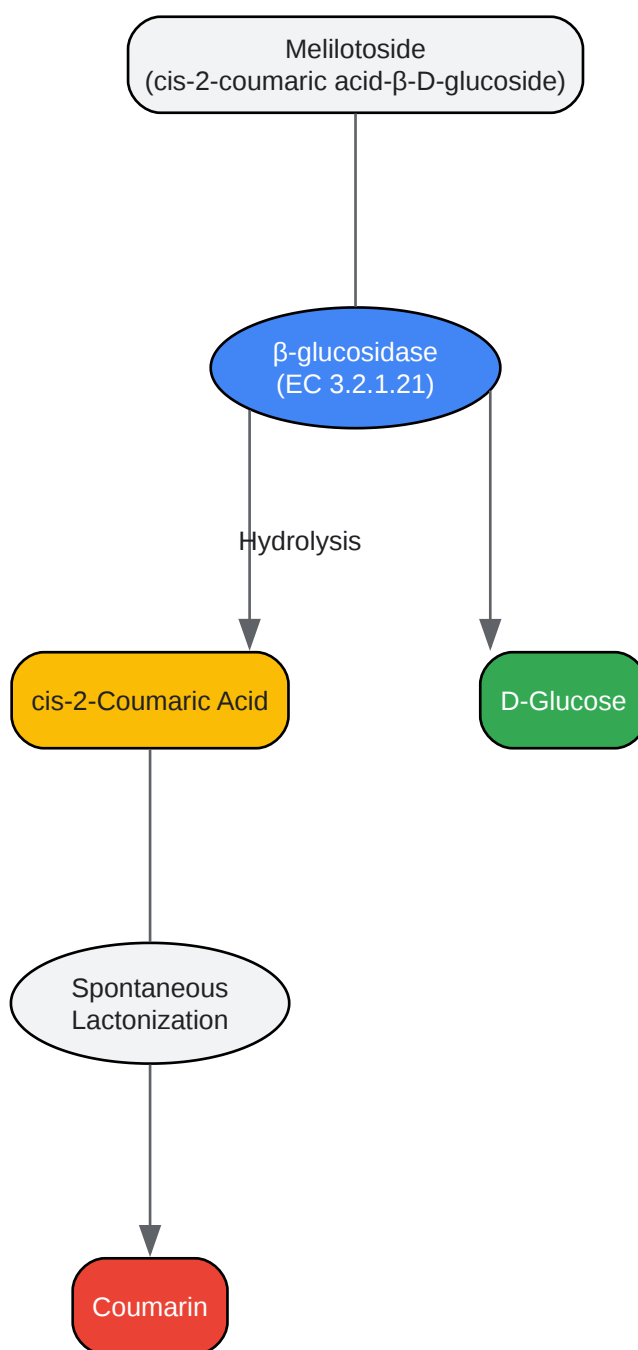 Melilotoside
(cis-2-coumaric acid-β-D-glucoside)
β-glucosidase
(EC 3.2.1.21)
Hydrolysis
cis-2-Coumaric Acid
D-Glucose
Spontaneous
Lactonization
Coumarin